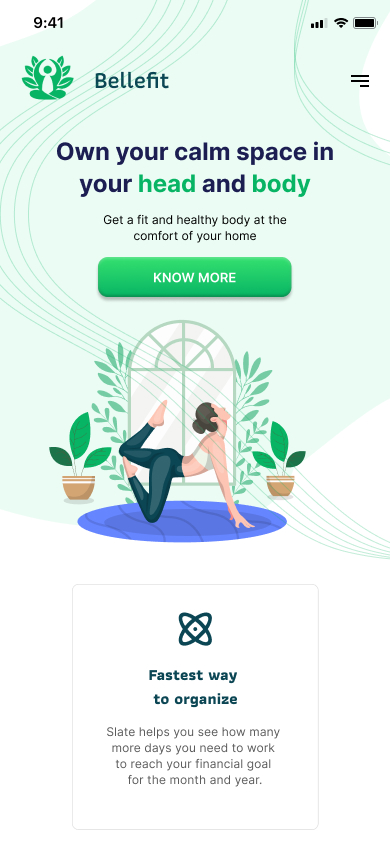 9:41
Bellefit
Own your calm space in
your head and body
Get a fit and healthy body at the
comfort of your home
KNOW MORE
Fastest way
to organize
Slate helps you see how many
more days you need to work
to reach your financial goal
for the month and year.